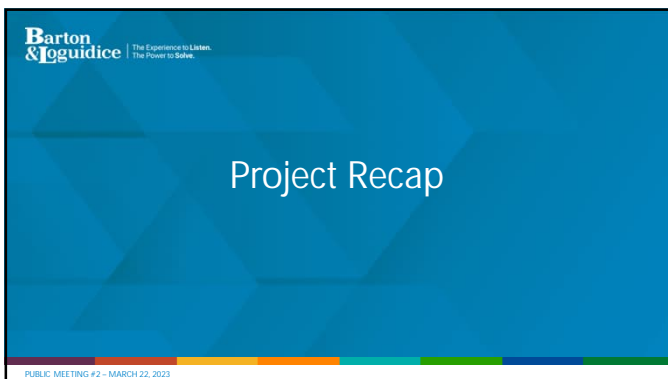 Barton
& Loguidice
The Experience to Listen.
The Power to Solve.
Project Recap
PUBLIC MEETING #2 – MARCH 22, 2023